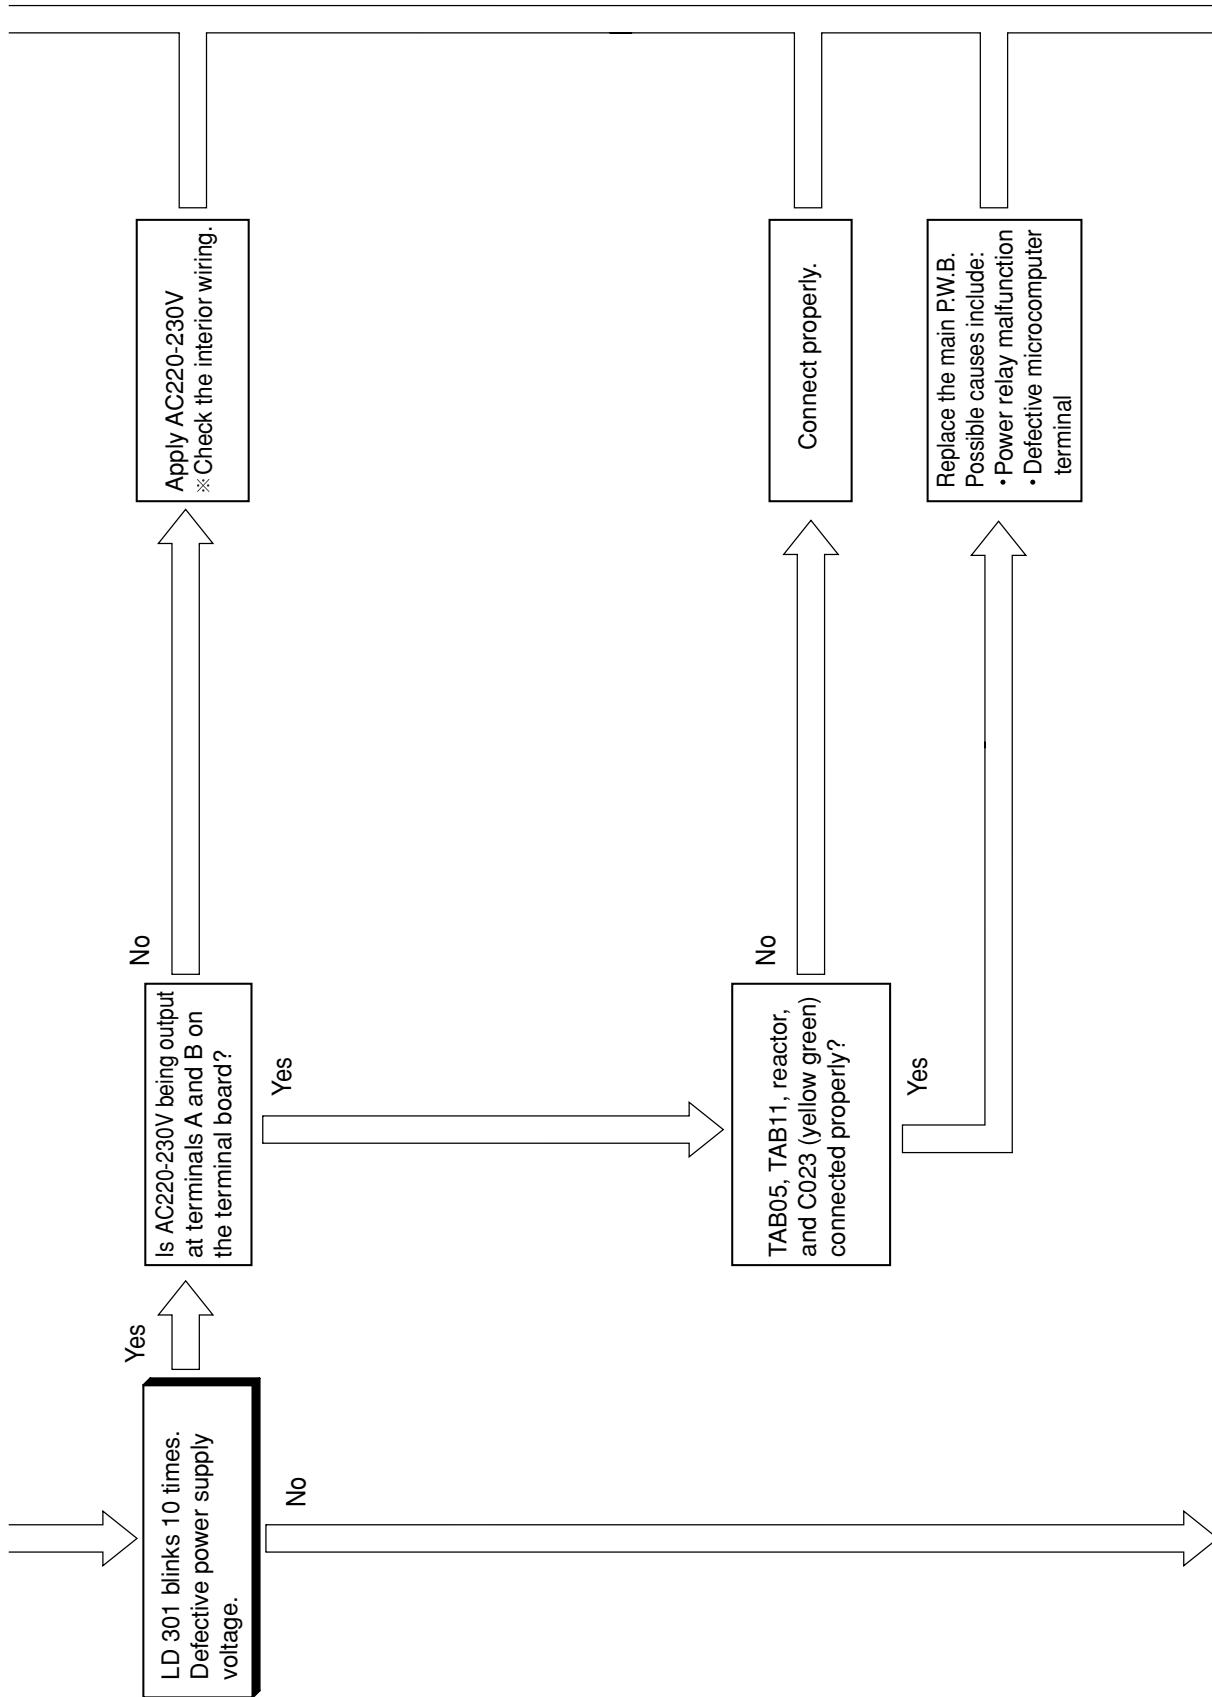 LD 301 blinks 10 times.
Defective power supply
voltage.
Yes
No
Is AC220-230V being output
at terminals A and B on
the terminal board?
No
Yes
Apply AC220-230V
※Check the interior wiring.
TAB05, TAB11, reactor,
and C023 (yellow green)
connected properly?
No
Yes
Connect properly.
Replace the main P.W.B.
Possible causes include:
•Power relay malfunction
•Defective microcomputer
terminal